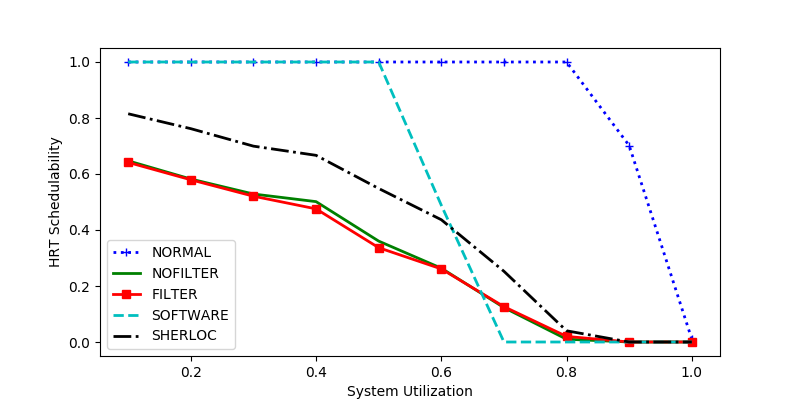 1.0
0.8
0.6
0.4
0.2
0.0
HRT Schedulability
NORMAL
NOFILTER
FILTER
SOFTWARE
SHERLOC
0.2 0.4 0.6 0.8 1.0
System Utilization